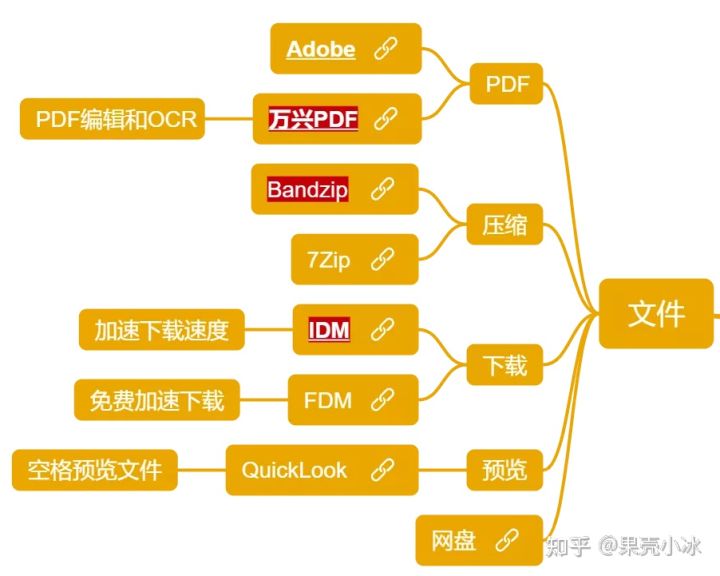 Adobe
PDF
PDF编辑和OCR
万兴PDF
Bandzip
压缩
7Zip
文件
加速下载速度
IDM
下载
免费加速下载
FDM
空格预览文件
QuickLook
预览
网盘
知乎 @果壳小冰